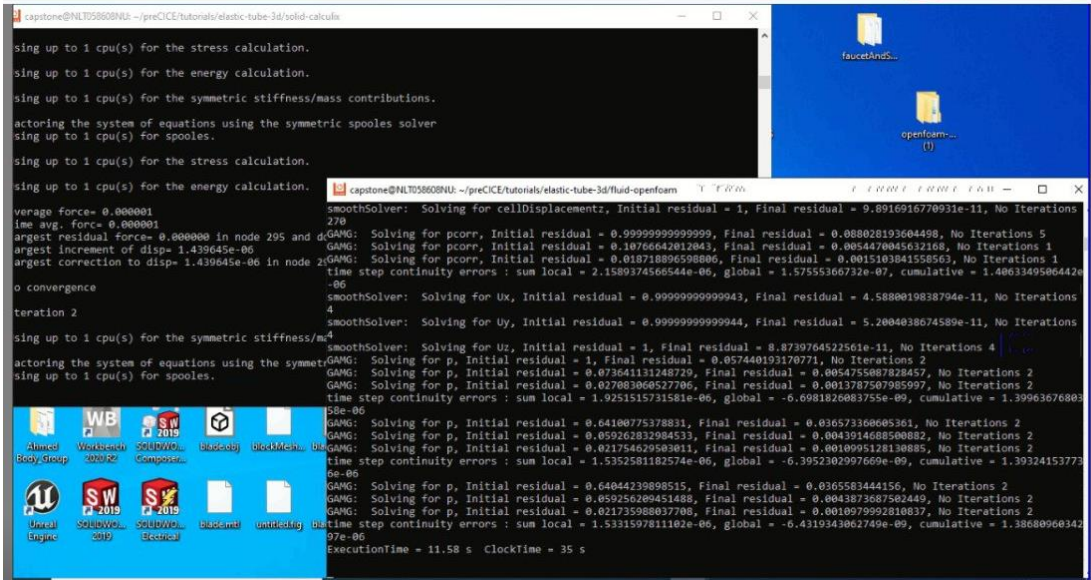 capstone@NLT058608NU: ~/preCICE/tutorials/elastic-tube-3d/solid-calculix
sing up to 1 cpu(s) for the stress calculation.
sing up to 1 cpu(s) for the energy calculation.
sing up to 1 cpu(s) for the symmetric stiffness/mass contributions.
actoring the system of equations using the symmetric spooles solver
sing up to 1 cpu(s) for spooles.
sing up to 1 cpu(s) for the stress calculation.
sing up to 1 cpu(s) for the energy calculation.
verage force= 0.000001
ime avg. forc= 0.000001
argest residual force= 0.000000 in node 295 and d
argest increment of disp= 1.439645e-06
argest correction to disp= 1.439645e-06 in node 2
o convergence
teration 2
sing up to 1 cpu(s) for the symmetric stiffness/m
actoring the system of equations using the symmet
sing up to 1 cpu(s) for spooles.
faucetAndS...
openfoam-...
(1)
capstone@NLT058608NU: ~/preCICE/tutorials/elastic-tube-3d/fluid-openfoam
smoothSolver:  Solving for cellDisplacementz, Initial residual = 1, Final residual = 9.8916916770931e-11, No Iterations
270
GAMG:  Solving for pcorr, Initial residual = 0.99999999999999, Final residual = 0.088028193604498, No Iterations 5
GAMG:  Solving for pcorr, Initial residual = 0.10766642012043, Final residual = 0.0054470045632168, No Iterations 1
GAMG:  Solving for pcorr, Initial residual = 0.018718896598806, Final residual = 0.0015103841558563, No Iterations 1
time step continuity errors : sum local = 2.1589374566544e-06, global = 1.57555366732e-07, cumulative = 1.4063349506442e
-06
smoothSolver:  Solving for Ux, Initial residual = 0.99999999999943, Final residual = 4.5880019838794e-11, No Iterations
4
smoothSolver:  Solving for Uy, Initial residual = 0.99999999999944, Final residual = 5.2004038674589e-11, No Iterations
4
smoothSolver:  Solving for Uz, Initial residual = 1, Final residual = 8.8739764522561e-11, No Iterations 4
GAMG:  Solving for p, Initial residual = 1, Final residual = 0.057440193170771, No Iterations 2
GAMG:  Solving for p, Initial residual = 0.073641131248729, Final residual = 0.0054755087828457, No Iterations 2
GAMG:  Solving for p, Initial residual = 0.027083060527706, Final residual = 0.0013787507985997, No Iterations 2
time step continuity errors : sum local = 1.9251515731581e-06, global = -6.6981826083755e-09, cumulative = 1.39963676803
58e-06
GAMG:  Solving for p, Initial residual = 0.64100775378831, Final residual = 0.036573360605361, No Iterations 2
GAMG:  Solving for p, Initial residual = 0.059262832984533, Final residual = 0.0043914688500882, No Iterations 2
GAMG:  Solving for p, Initial residual = 0.021754629503011, Final residual = 0.0010995128130885, No Iterations 2
time step continuity errors : sum local = 1.5352581182574e-06, global = -6.3952302997669e-09, cumulative = 1.39324153773
6e-06
GAMG:  Solving for p, Initial residual = 0.64044239898515, Final residual = 0.0365583444156, No Iterations 2
GAMG:  Solving for p, Initial residual = 0.059256209451488, Final residual = 0.0043873687502449, No Iterations 2
GAMG:  Solving for p, Initial residual = 0.021735988037708, Final residual = 0.0010979992810837, No Iterations 2
time step continuity errors : sum local = 1.5331597811102e-06, global = -6.4319343062749e-09, cumulative = 1.38680960342
97e-06
ExecutionTime = 11.58 s  ClockTime = 35 s
Ahmed Body_Group
Workbench 2020 R2
SOLIDWO... Composer...
blade.obj
blockMesh...
Unreal Engine
SOLIDWO... 2019
SOLIDWO... Electrical
blade.mtl
untitled.fig